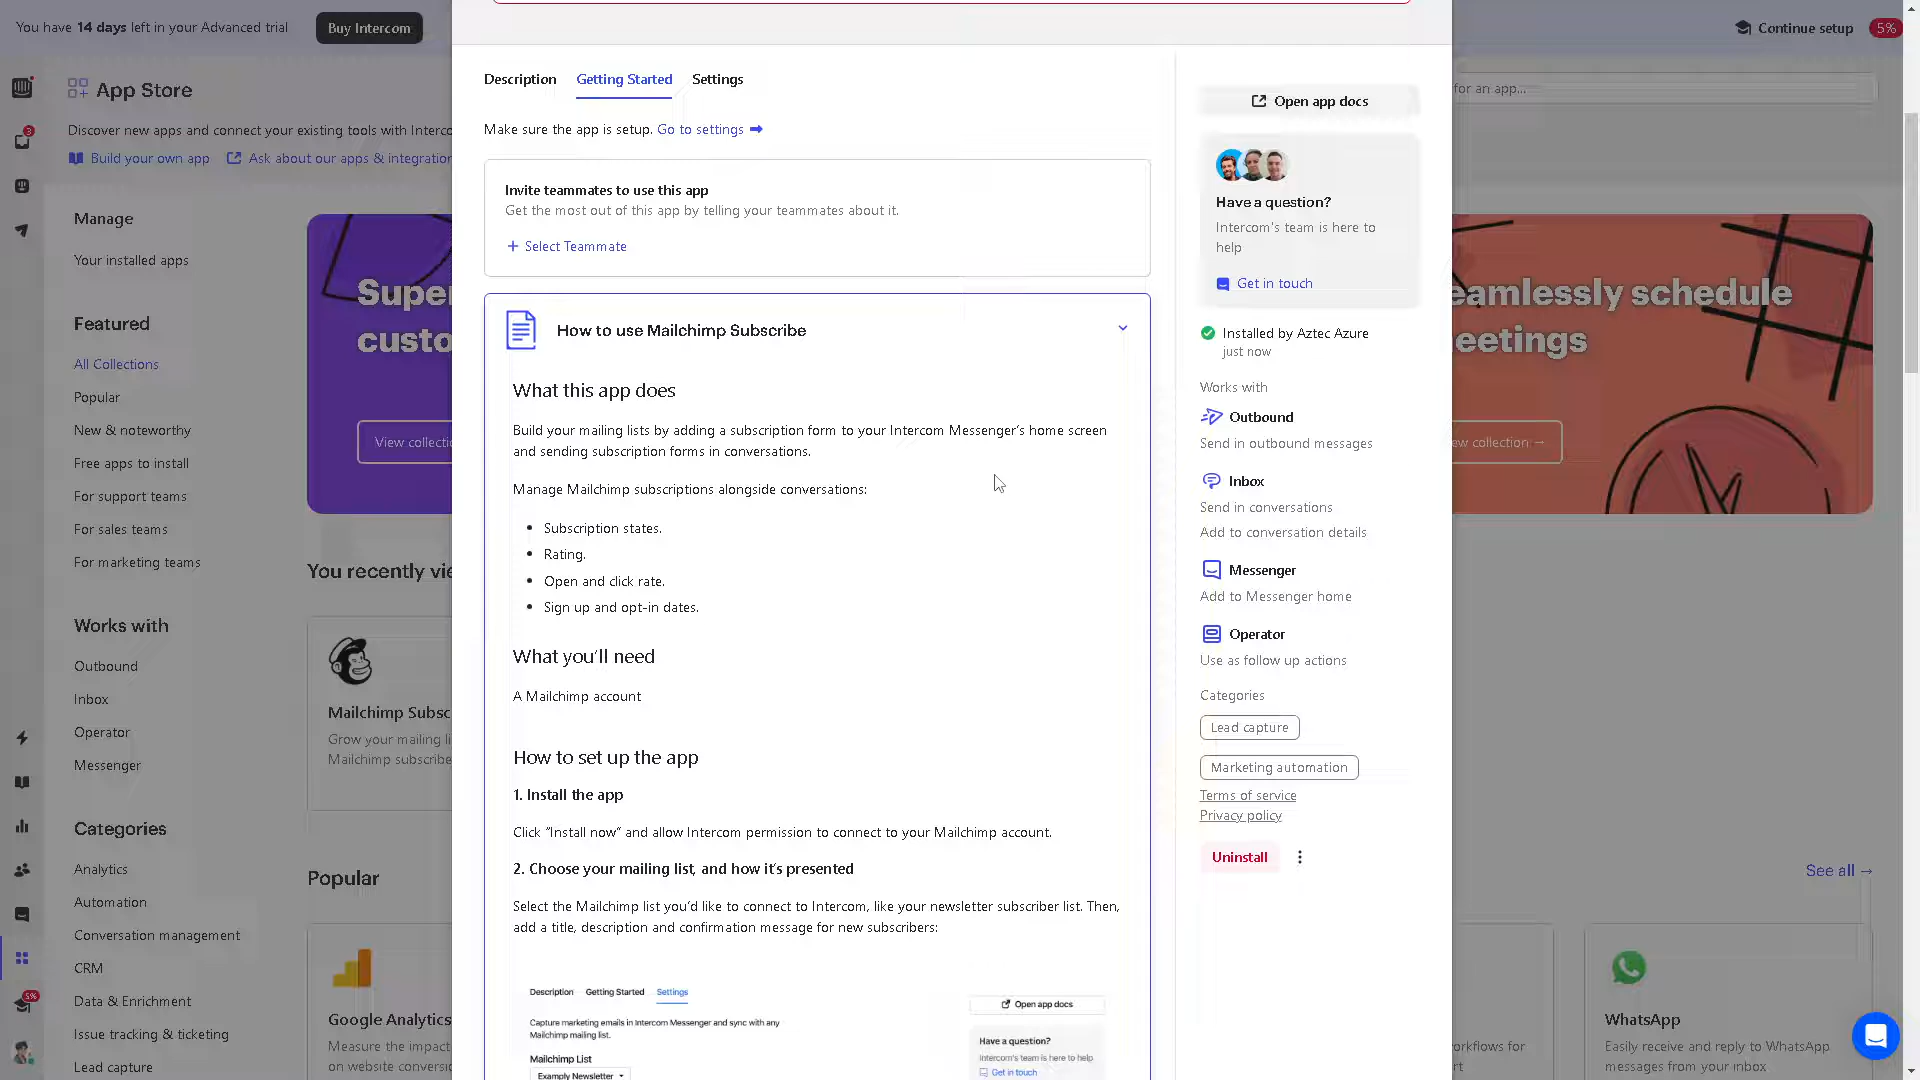 You have 14 days left in your Advanced trial
Buy Intercom
Continue setup
5%
App Store
Discover new apps and connect your existing tools with Interco
Build your own app
Ask about our apps & integration
for an app...
3
Manage
Your installed apps
Featured
All Collections
Popular
New & noteworthy
Free apps to install
For support teams
For sales teams
For marketing teams
Works with
Outbound
Inbox
Operator
Messenger
Categories
Analytics
Automation
Conversation management
CRM
Data & Enrichment
Issue tracking & ticketing
Lead capture
5%
Super
custo
View collectio
You recently vie
Mailchimp Subsc
Grow your mailing li
Mailchimp subscribe
Popular
Google Analytics
Measure the impact
on website conversi
Description
Getting Started
Settings
Make sure the app is setup. Go to settings
Invite teammates to use this app
Get the most out of this app by telling your teammates about it.
Select Teammate
How to use Mailchimp Subscribe
What this app does
Build your mailing lists by adding a subscription form to your Intercom Messenger's home screen
and sending subscription forms in conversations.
Manage Mailchimp subscriptions alongside conversations:
Subscription states.
Rating.
Open and click rate.
Sign up and opt-in dates.
What you'll need
A Mailchimp account
How to set up the app
1. Install the app
Click "Install now" and allow Intercom permission to connect to your Mailchimp account.
2. Choose your mailing list, and how it's presented
Select the Mailchimp list you'd like to connect to Intercom, like your newsletter subscriber list. Then,
add a title, description and confirmation message for new subscribers:
Description
Getting Started
Settings
Capture marketing emails in Intercom Messenger and sync with any
Mailchimp mailing list.
Mailchimp List
Examply Newsletter
Open app docs
Have a question?
Intercom's team is here to help
Get in touch
Open app docs
Have a question?
Intercom's team is here to
help
Get in touch
Installed by Aztec Azure
just now
Works with
Outbound
Send in outbound messages
Inbox
Send in conversations
Add to conversation details
Messenger
Add to Messenger home
Operator
Use as follow up actions
Categories
Lead capture
Marketing automation
Terms of service
Privacy policy
Uninstall
eamlessly schedule
eetings
ew collection →
See all →
orkflows for
rt
WhatsApp
Easily receive and reply to WhatsApp
messages from your inbox